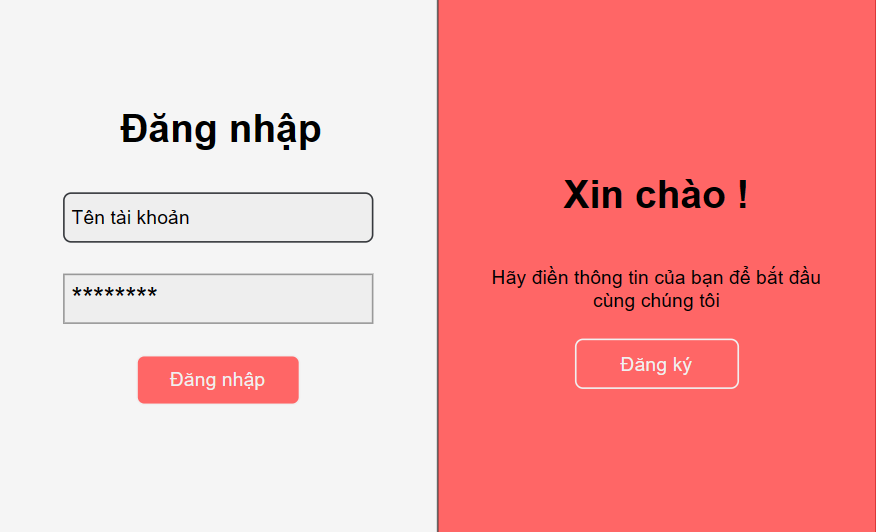 Đăng nhập
Tên tài khoản
********
Đăng nhập
Xin chào !
Hãy điền thông tin của bạn để bắt đầu
cùng chúng tôi
Đăng ký